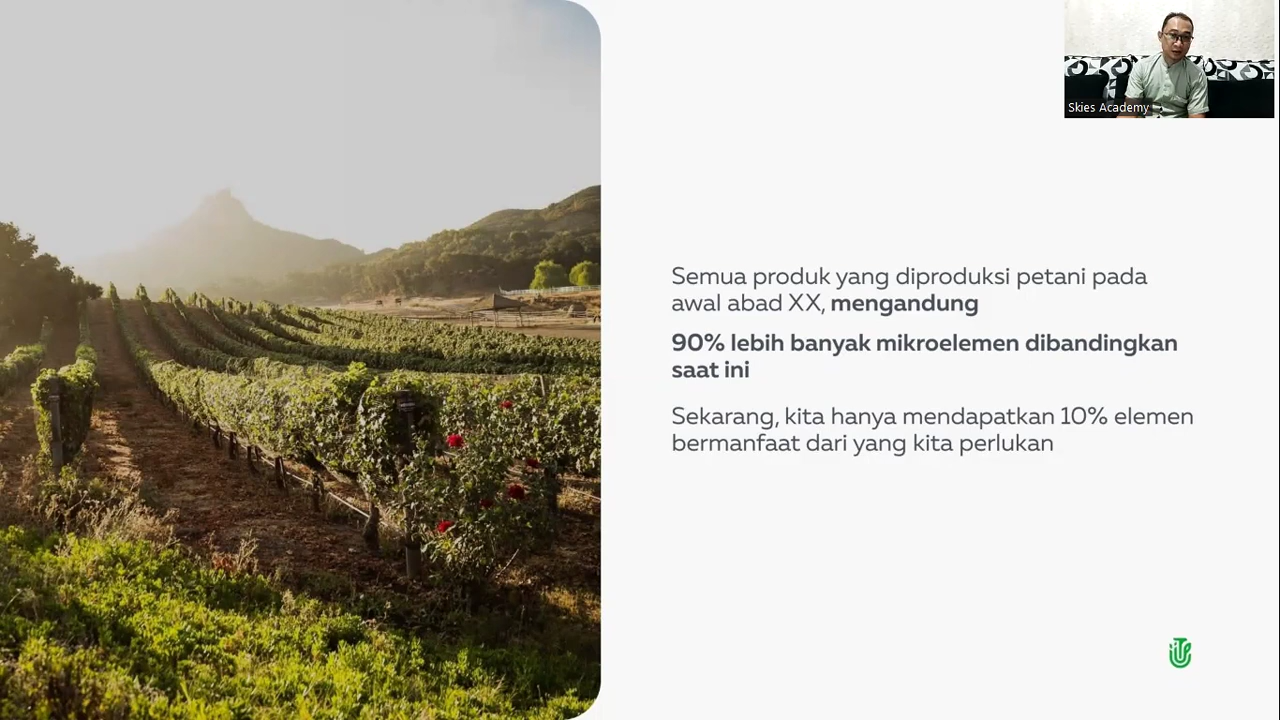 Skies Academy
Semua produk yang diproduksi petani pada
awal abad XX, mengandung
90% lebih banyak mikroelemen dibandingkan
saat ini
Sekarang, kita hanya mendapatkan 10% elemen
bermanfaat dari yang kita perlukan